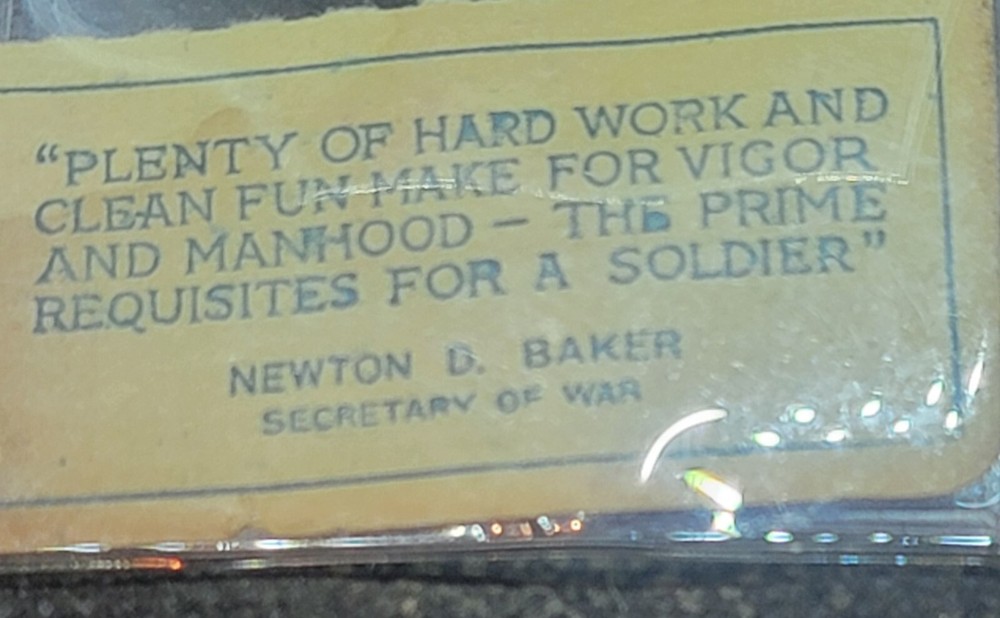 “PLENTY OF HARD WORK AND
CLEAN FUN MAKE FOR VIGOR
AND MANHOOD – THE PRIME
REQUISITES FOR A SOLDIER”
NEWTON D. BAKER
SECRETARY OF WAR